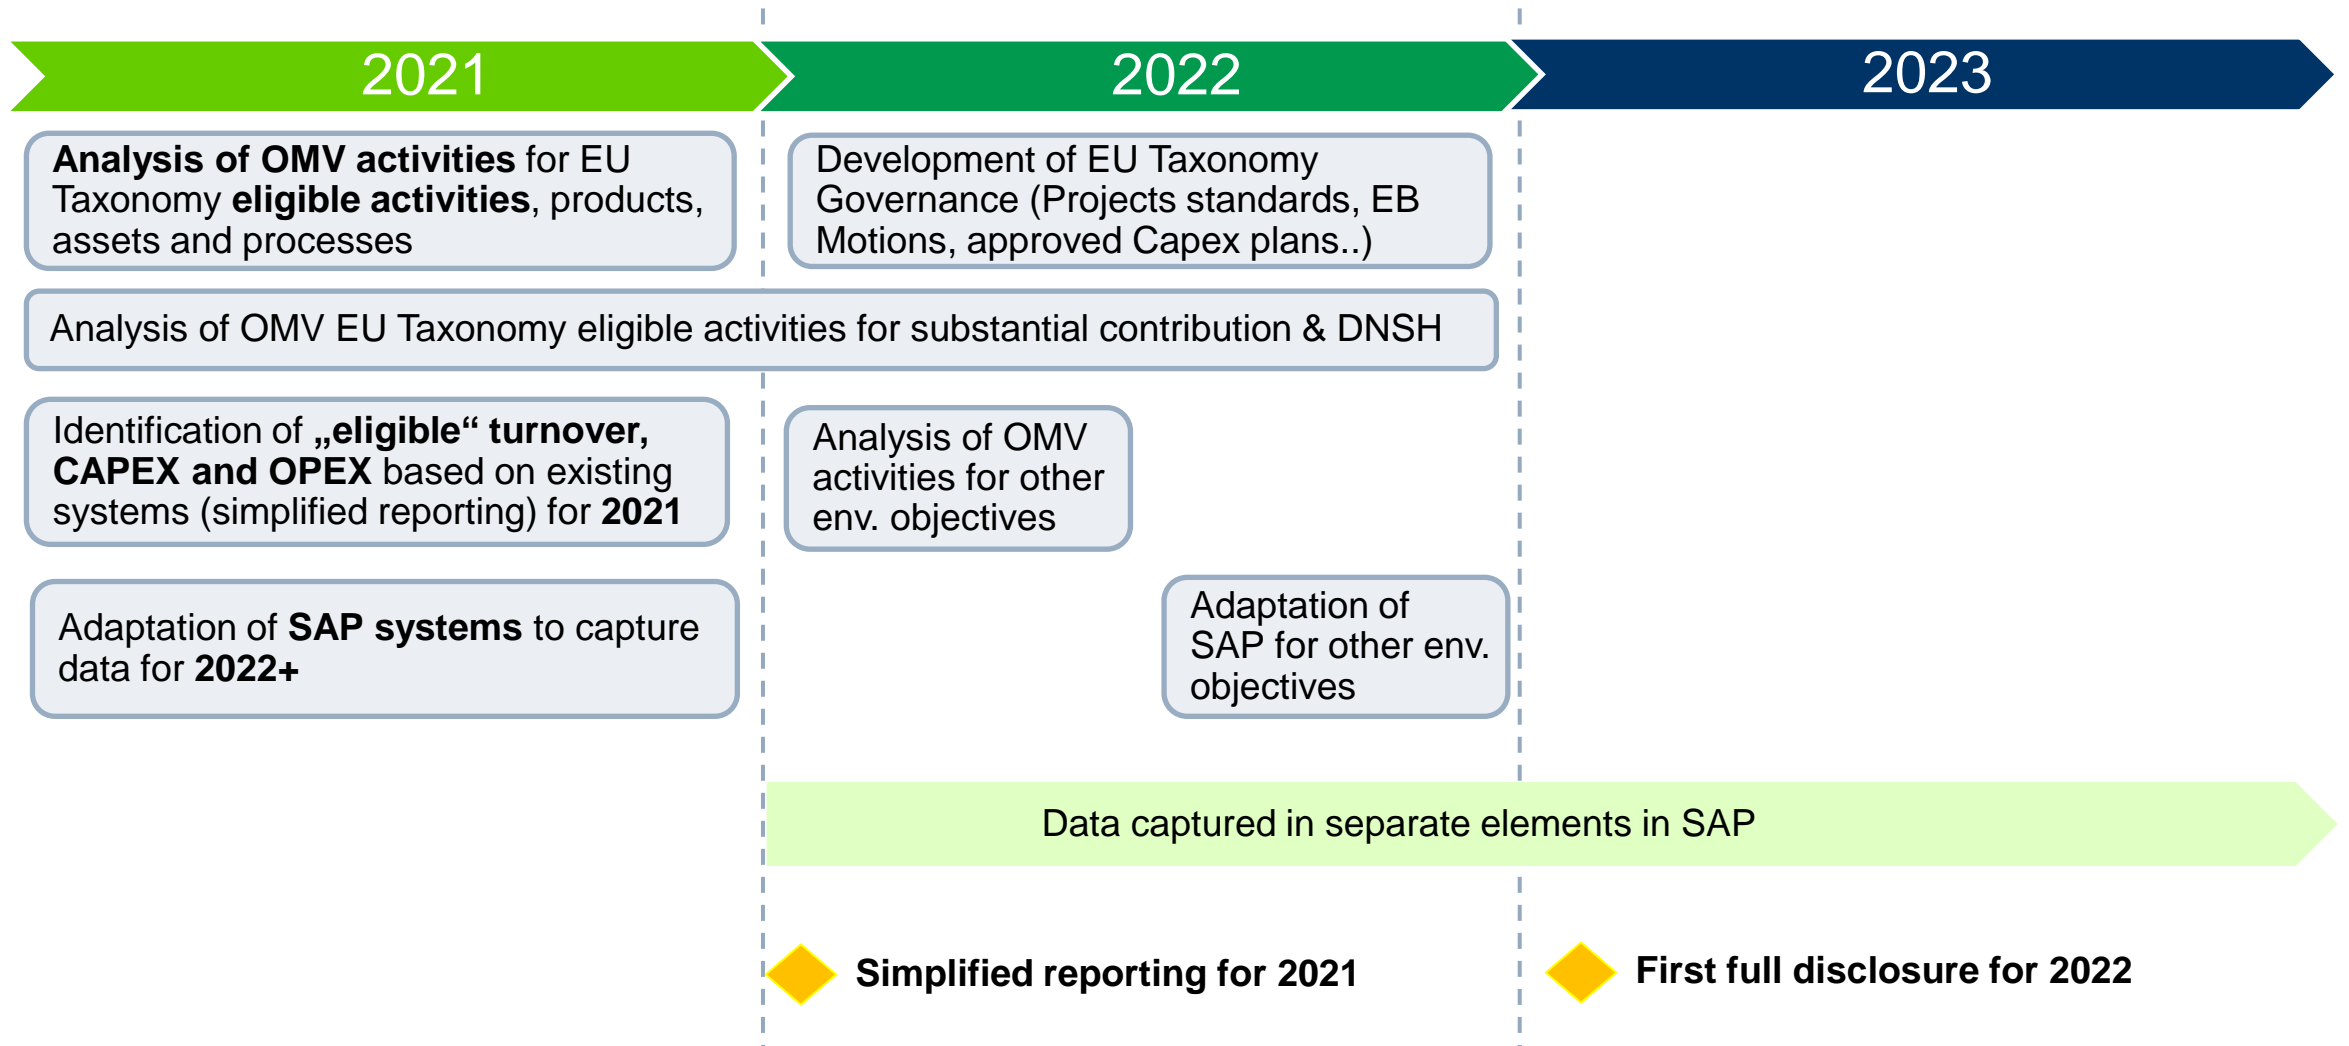 2021
2022
2023
Analysis of OMV activities for EU
Taxonomy eligible activities, products,
assets and processes
Development of EU Taxonomy
Governance (Projects standards, EB
Motions, approved Capex plans..)
Analysis of OMV EU Taxonomy eligible activities for substantial contribution & DNSH
Identification of „eligible“ turnover,
CAPEX and OPEX based on existing
systems (simplified reporting) for 2021
Analysis of OMV
activities for other
env. objectives
Adaptation of SAP systems to capture
data for 2022+
Adaptation of
SAP for other env.
objectives
Data captured in separate elements in SAP
Simplified reporting for 2021
First full disclosure for 2022